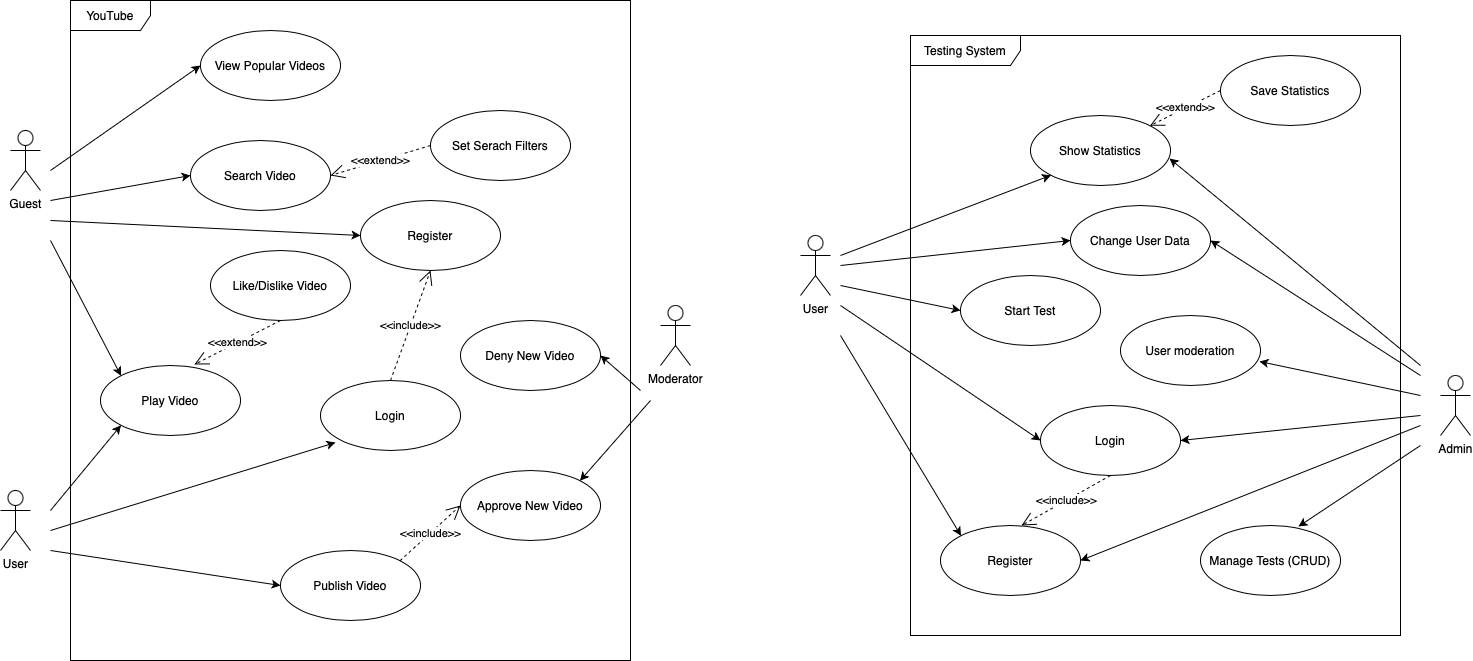 YouTube
View Popular Videos
Set Serach Filters
<<extend>>
Search Video
Guest
Register
Like/Dislike Video
<<include>>
<<extend>>
Deny New Video
Moderator
Play Video
Login
Approve New Video
<<include>>
User
Publish Video
Testing System
Save Statistics
<<extend>>
Show Statistics
Change User Data
User
Start Test
User moderation
Login
Admin
<<include>>
Register
Manage Tests (CRUD)